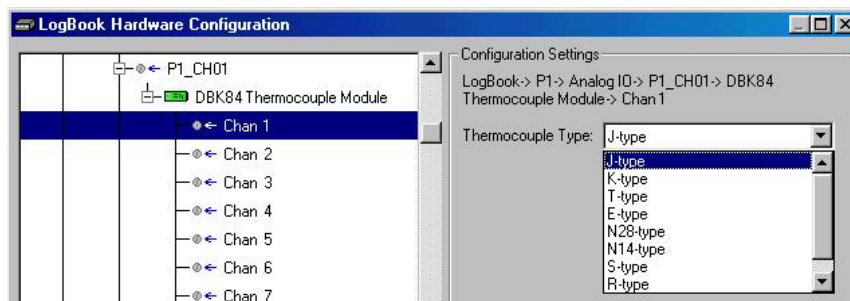 LogBook Hardware Configuration
P1_CH01
DBK84 Thermocouple Module
Chan 1
Chan 2
Chan 3
Chan 4
Chan 5
Chan 6
Chan 7
Configuration Settings
LogBook-> P1-> Analog IO-> P1_CH01-> DBK84
Thermocouple Module-> Chan 1
Thermocouple Type: J-type
J-type
K-type
T-type
E-type
N28-type
N14-type
S-type
R-type